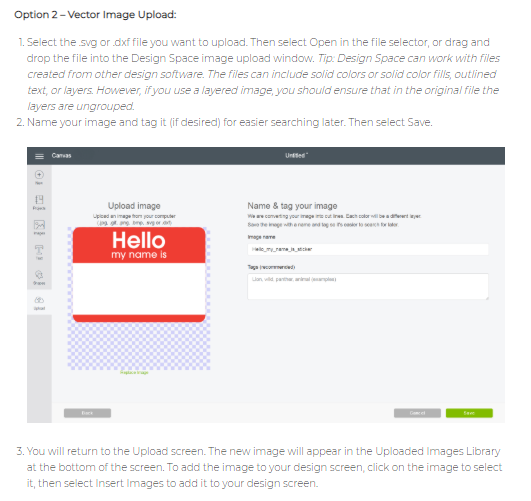 Option 2 – Vector Image Upload:
1. Select the .svg or .dxf file you want to upload. Then select Open in the file selector, or drag and
drop the file into the Design Space image upload window. Tip: Design Space can work with files
created from other design software. The files can include solid colors or solid color fills, outlined
text, or layers. However, if you use a layered image, you should ensure that in the original file the
layers are ungrouped.
2. Name your image and tag it (if desired) for easier searching later. Then select Save.
Canvas
Untitled*
New
Projects
Images
Text
Shapes
Upload
Upload image
Upload an image from your computer
(.jpg, .gif, .png, .bmp, .svg or .dxf)
Hello
my name is
Replace Image
Name & tag your image
We are converting your image into cut lines. Each color will be a different layer.
Save the image with a name and tag so it's easier to search for later.
Image name
Hello_my_name_is_sticker
Tags (recommended)
Lion, wild, panther, animal (examples)
Back
Cancel
Save
3. You will return to the Upload screen. The new image will appear in the Uploaded Images Library
at the bottom of the screen. To add the image to your design screen, click on the image to select
it, then select Insert Images to add it to your design screen.